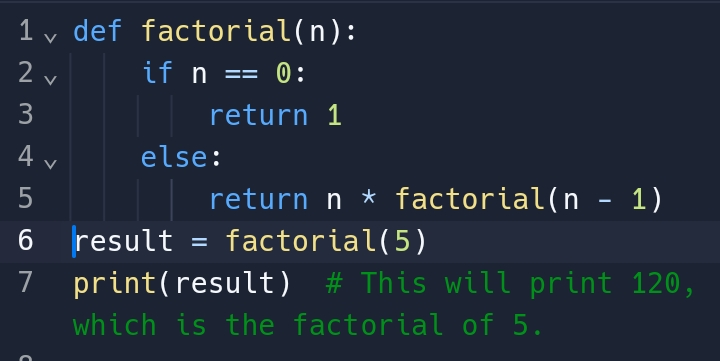 1 def factorial(n):
2     if n == 0:
3         return 1
4     else:
5         return n * factorial(n - 1)
6 result = factorial(5)
7 print(result)  # This will print 120,
which is the factorial of 5.